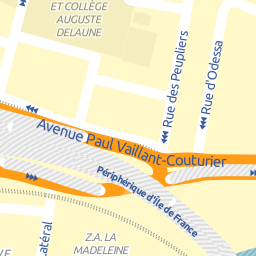 ET COLLÈGE
AUGUSTE
DELAUNE
Rue des Peupliers
Rue d'Odessa
Avenue Paul Vaillant-Couturier
Périphérique d'Île de France
Z.A. LA
MADELEINE